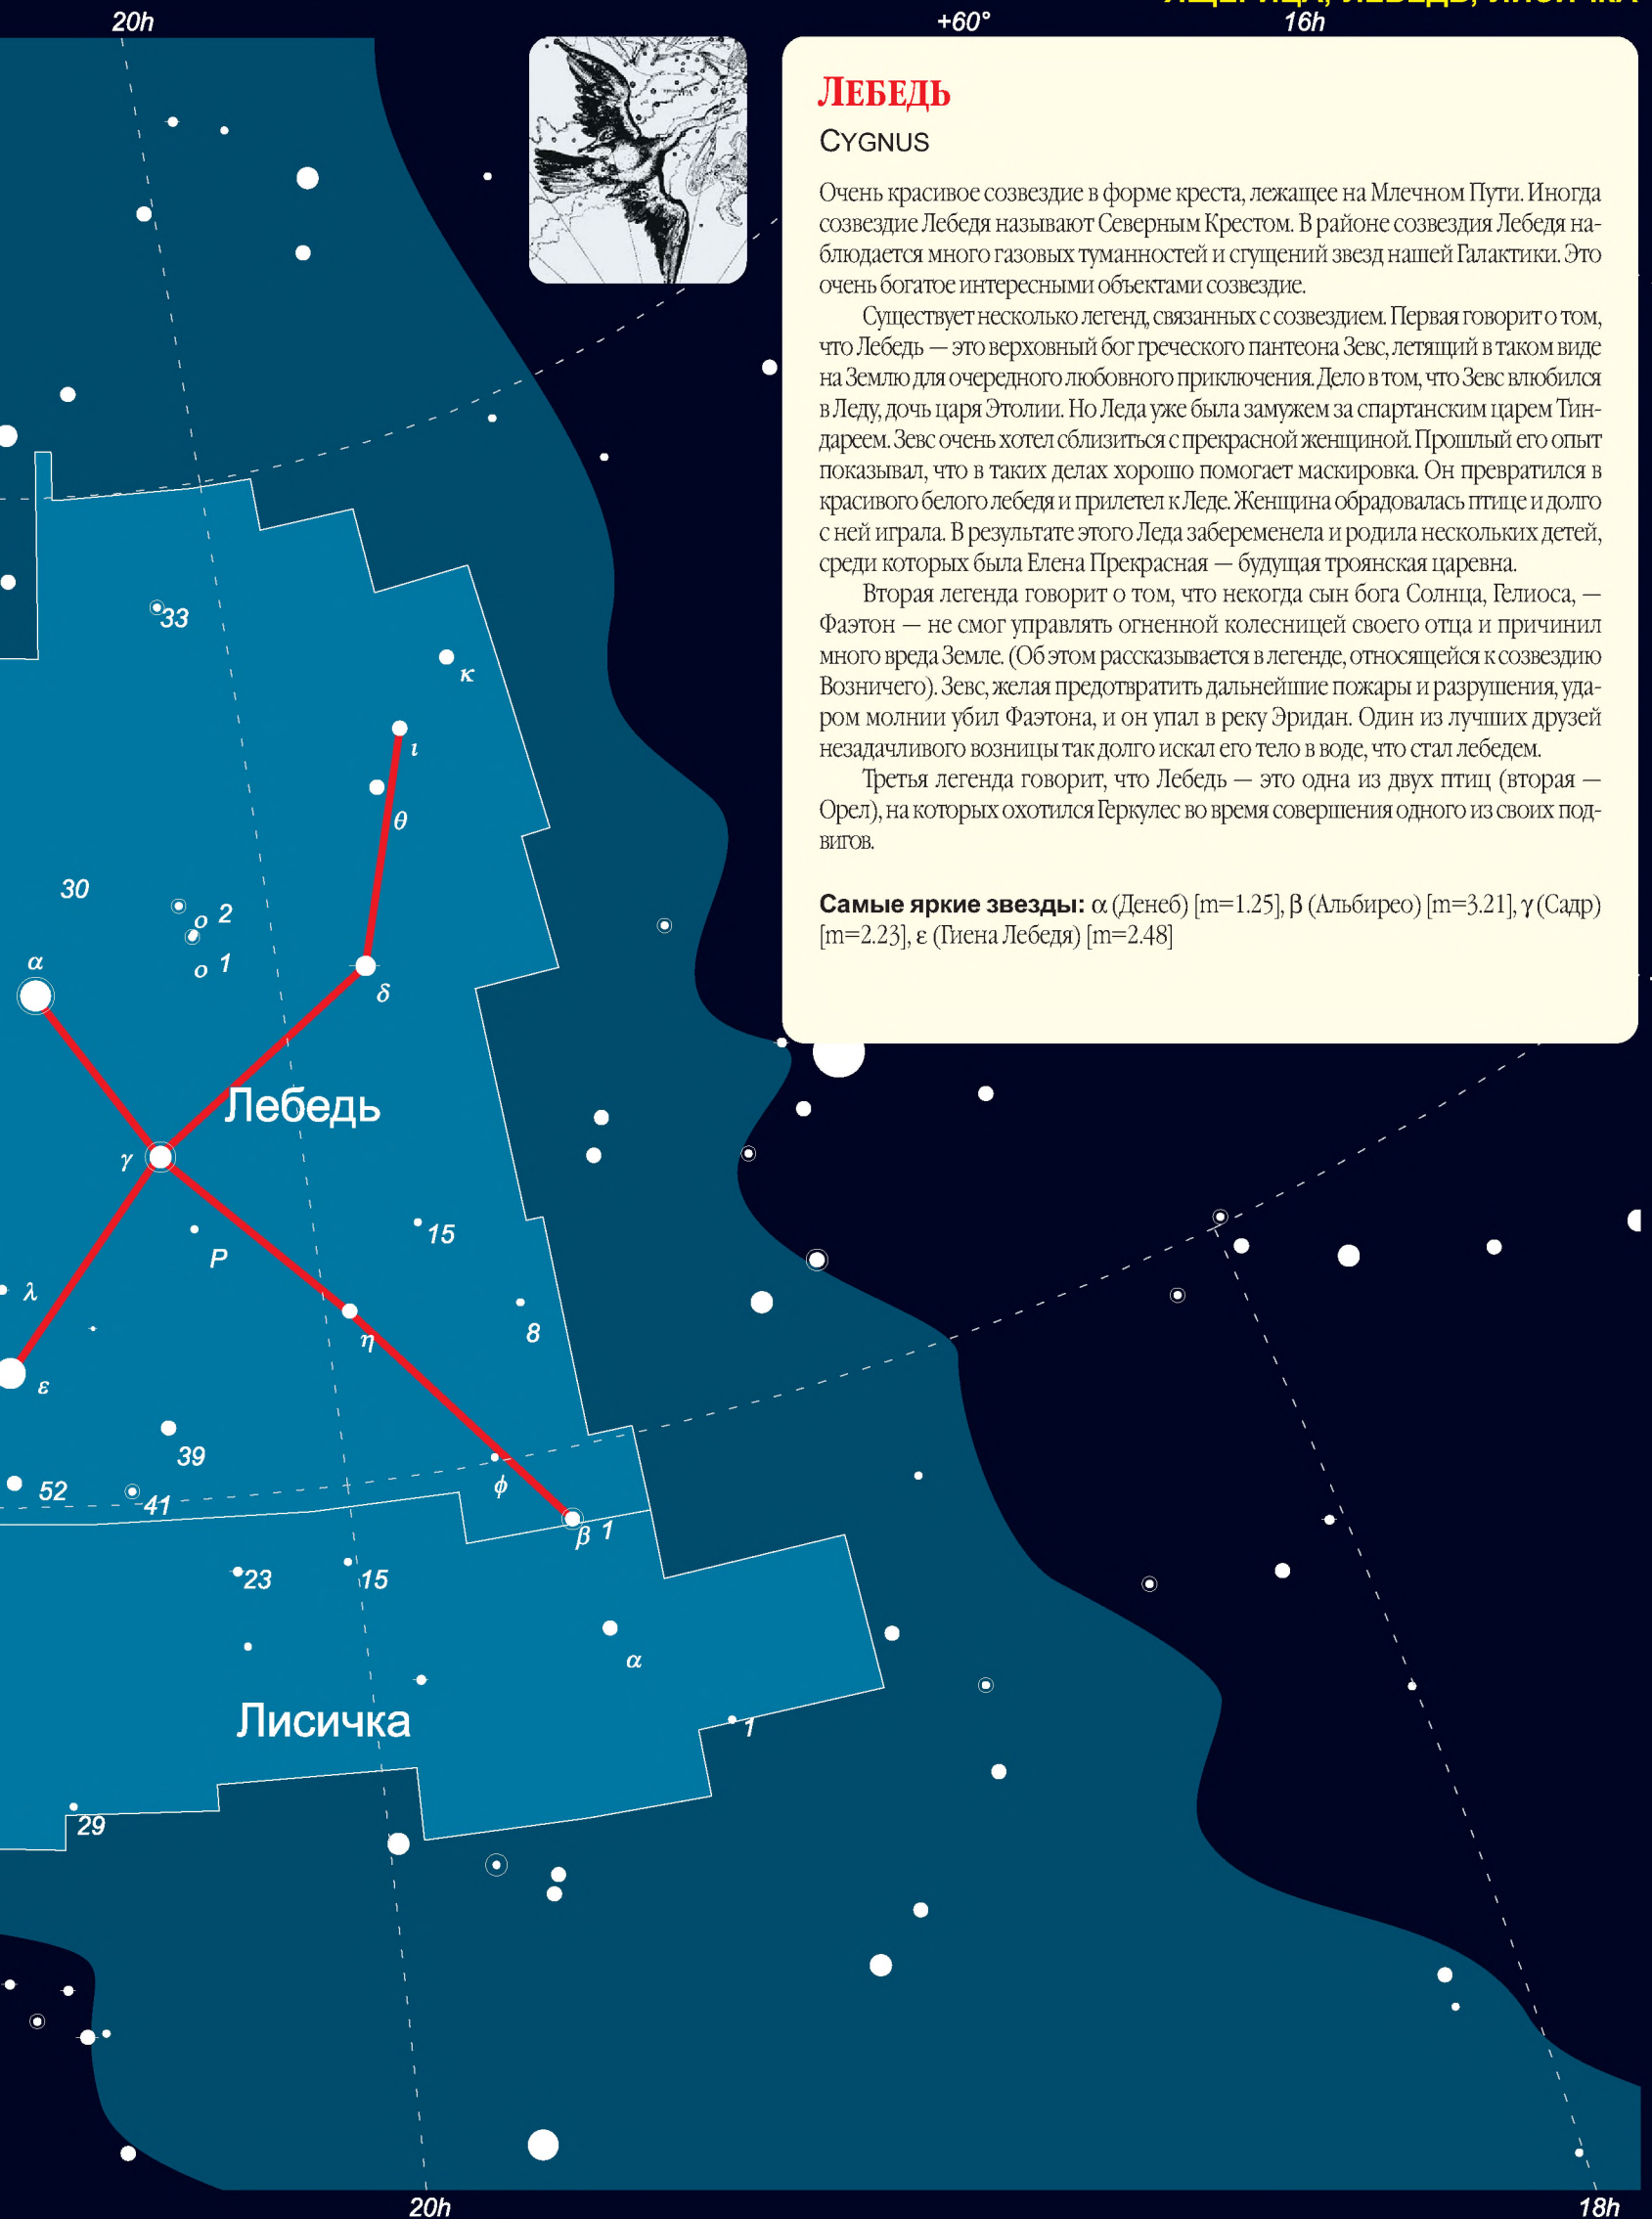 ЯЩЕРИЦА, ЛЕБЕДЬ, ЛИСИЧКА
20h
+60°
16h
ЛЕБЕДЬ
CYGNUS
Очень красивое созвездие в форме креста, лежащее на Млечном Пути. Иногда
созвездие Лебедя называют Северным Крестом. В районе созвездия Лебедя на-
блюдается много газовых туманностей и сгущений звезд нашей Галактики. Это
очень богатое интересными объектами созвездие.
Существует несколько легенд, связанных с созвездием. Первая говорит о том,
что Лебедь — это верховный бог греческого пантеона Зевс, летящий в таком виде
на Землю для очередного любовного приключения. Дело в том, что Зевс влюбился
в Леду, дочь царя Этолии. Но Леда уже была замужем за спартанским царем Тин-
дареем. Зевс очень хотел сблизиться с прекрасной женщиной. Прошлый его опыт
показывал, что в таких делах хорошо помогает маскировка. Он превратился в
красивого белого лебедя и прилетел к Леде. Женщина обрадовалась птице и долго
с ней играла. В результате этого Леда забеременела и родила нескольких детей,
среди которых была Елена Прекрасная — будущая троянская царевна.
Вторая легенда говорит о том, что некогда сын бога Солнца, Гелиоса, —
Фаэтон — не смог управлять огненной колесницей своего отца и причинил
много вреда Земле. (Об этом рассказывается в легенде, относящейся к созвездию
Возничего). Зевс, желая предотвратить дальнейшие пожары и разрушения, уда-
ром молнии убил Фаэтона, и он упал в реку Эридан. Один из лучших друзей
незадачливого возницы так долго искал его тело в воде, что стал лебедем.
Третья легенда говорит, что Лебедь — это одна из двух птиц (вторая —
Орел), на которых охотился Геркулес во время совершения одного из своих под-
вигов.
Самые яркие звезды: α (Денеб) [m=1.25], β (Альбирео) [m=3.21], γ (Садр)
[m=2.23], ε (Гиена Лебедя) [m=2.48]
33
κ
ι
θ
30
ο 2
ο 1
α
δ
Лебедь
γ
15
P
λ
8
η
ε
39
52
41
φ
β 1
23
15
α
Лисичка
1
29
20h
18h